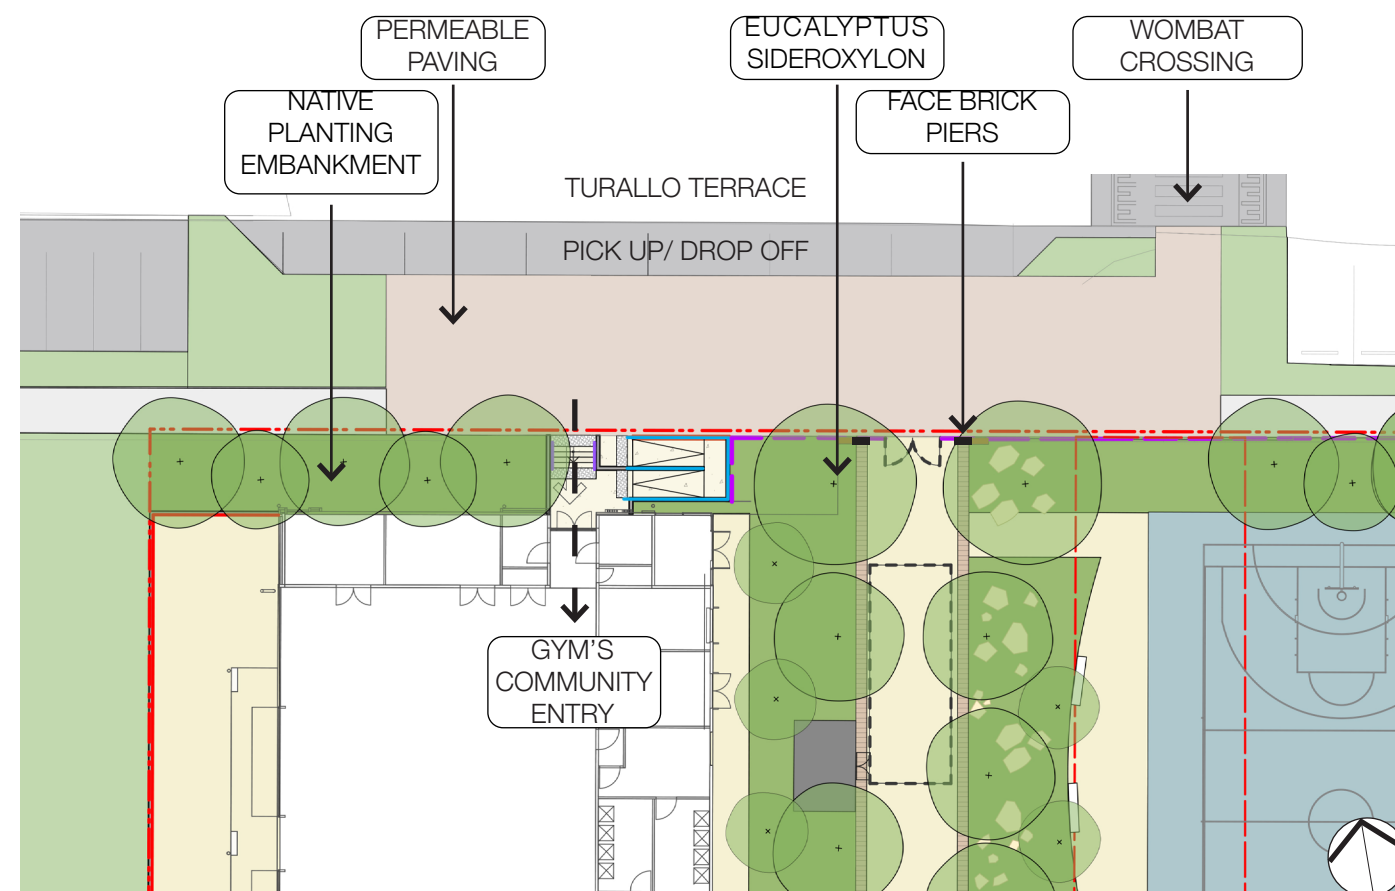 PERMEABLE
PAVING
EUCALYPTUS
SIDEROXYLON
WOMBAT
CROSSING
NATIVE
PLANTING
EMBANKMENT
FACE BRICK
PIERS
TURALLO TERRACE
PICK UP/ DROP OFF
GYM'S
COMMUNITY
ENTRY